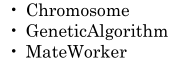 • Chromosome
• GeneticAlgorithm
• MateWorker